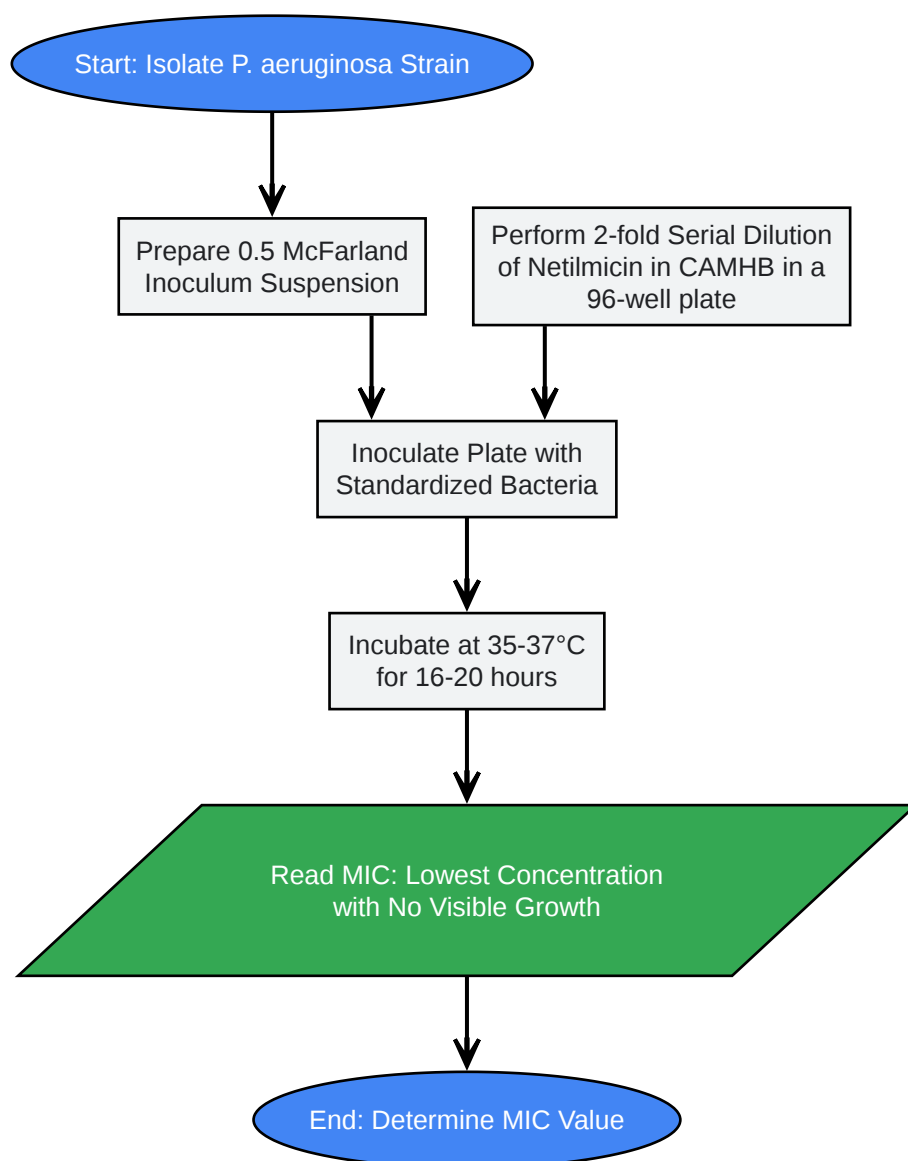 Start: Isolate P. aeruginosa Strain
Prepare 0.5 McFarland
Inoculum Suspension
Perform 2-fold Serial Dilution
of Netilmicin in CAMHB in a
96-well plate
Inoculate Plate with
Standardized Bacteria
Incubate at 35-37°C
for 16-20 hours
Read MIC: Lowest Concentration
with No Visible Growth
End: Determine MIC Value